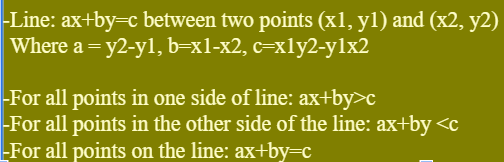 -Line: ax+by=c between two points (x1, y1) and (x2, y2)
Where a = y2-y1, b=x1-x2, c=x1y2-y1x2
-For all points in one side of line: ax+by>c
-For all points in the other side of the line: ax+by <c
-For all points on the line: ax+by=c